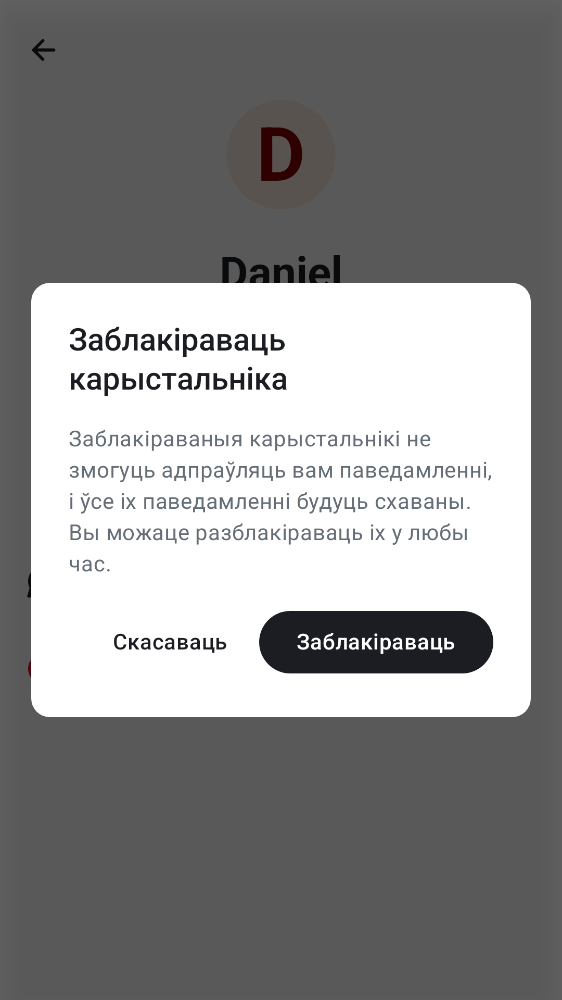 D
Daniel
Заблакіраваць
карыстальніка
Заблакіраваныя карыстальнікі не
змогуць адпраўляць вам паведамленні,
і ўсе іх паведамленні будуць схаваны.
Вы можаце разблакіраваць іх у любы
час.
Скасаваць
Заблакіраваць